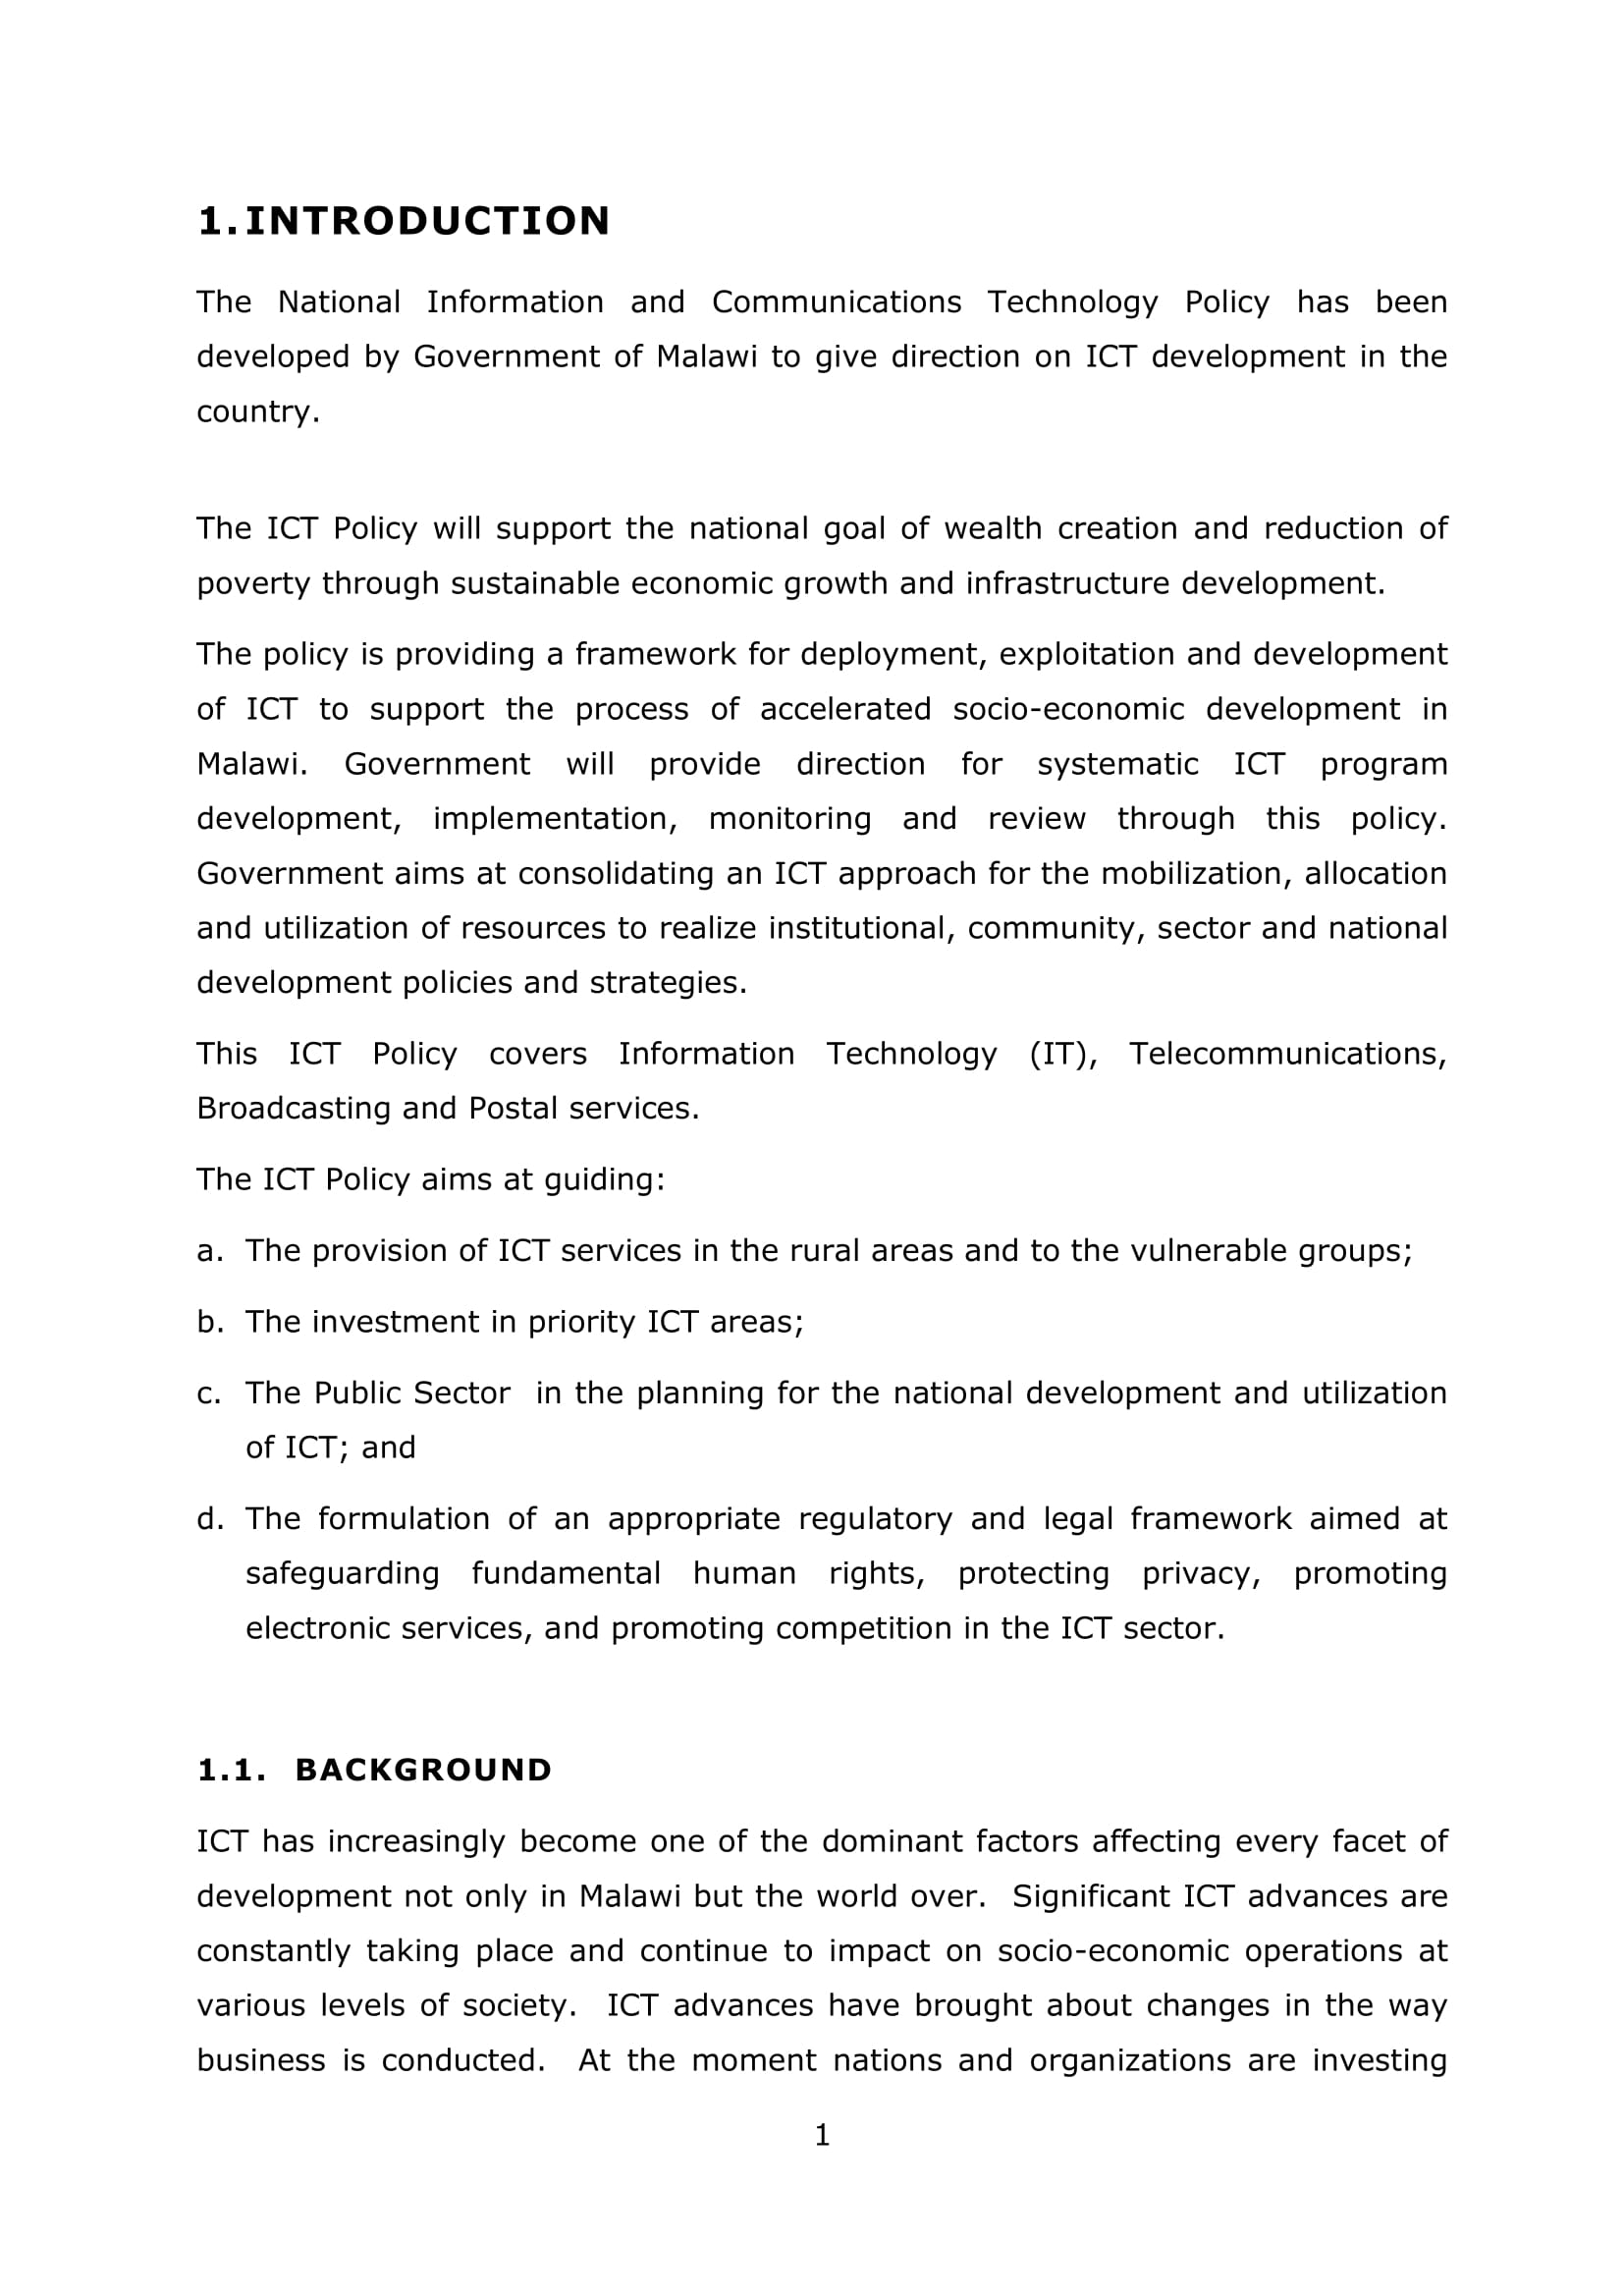 1. INTRODUCTION
The National Information and Communications Technology Policy has been
developed by Government of Malawi to give direction on ICT development in the
country.
The ICT Policy will support the national goal of wealth creation and reduction of
poverty through sustainable economic growth and infrastructure development.
The policy is providing a framework for deployment, exploitation and development
of ICT to support the process of accelerated socio-economic development in
Malawi. Government will provide direction for systematic ICT program
development, implementation, monitoring and review through this policy.
Government aims at consolidating an ICT approach for the mobilization, allocation
and utilization of resources to realize institutional, community, sector and national
development policies and strategies.
This ICT Policy covers Information Technology (IT), Telecommunications,
Broadcasting and Postal services.
The ICT Policy aims at guiding:
a. The provision of ICT services in the rural areas and to the vulnerable groups;
b. The investment in priority ICT areas;
c. The Public Sector in the planning for the national development and utilization
of ICT; and
d. The formulation of an appropriate regulatory and legal framework aimed at
safeguarding fundamental human rights, protecting privacy, promoting
electronic services, and promoting competition in the ICT sector.
1.1. BACKGROUND
ICT has increasingly become one of the dominant factors affecting every facet of
development not only in Malawi but the world over. Significant ICT advances are
constantly taking place and continue to impact on socio-economic operations at
various levels of society. ICT advances have brought about changes in the way
business is conducted. At the moment nations and organizations are investing
1